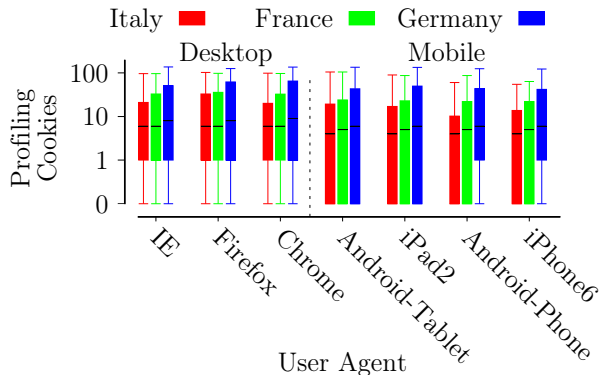 Italy France Germany
Desktop Mobile
Profiling
Cookies
100
10
1
0
IE
Firefox
Chrome
Android-Tablet
iPad2
Android-Phone
iPhone6
User Agent